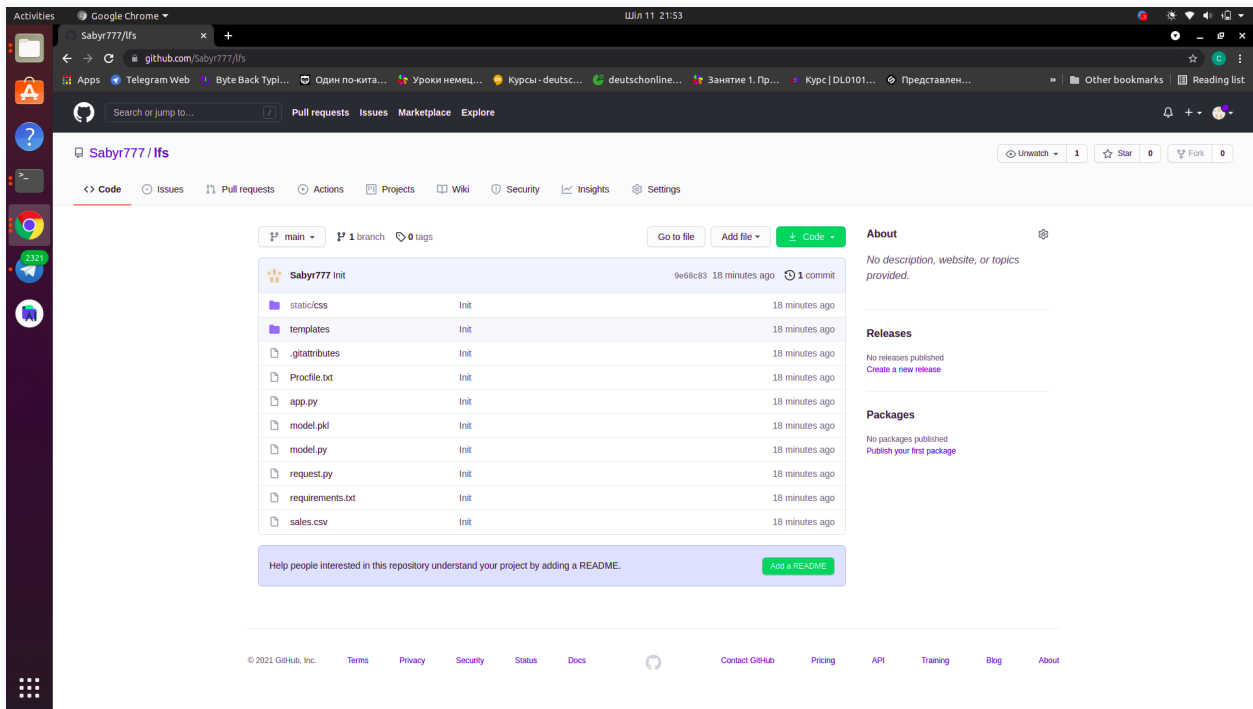 Activities Google Chrome Шіл 11 21:53
Sabyr777/lfs
github.com/Sabyr777/lfs
Apps Telegram Web Byte Back Typi... Один по-кита... Уроки немец... Курсы - deutsc... deutschonline... Занятие 1. Пр... Курс | DL0101... Представлен... » Other bookmarks Reading list
Search or jump to... / Pull requests Issues Marketplace Explore
Sabyr777 / lfs Unwatch 1 Star 0 Fork 0
Code Issues Pull requests Actions Projects Wiki Security Insights Settings
main 1 branch 0 tags Go to file Add file Code About
No description, website, or topics
provided.
Sabyr777 Init 9e68c83 18 minutes ago 1 commit
static/css Init 18 minutes ago
templates Init 18 minutes ago
.gitattributes Init 18 minutes ago
Procfile.txt Init 18 minutes ago
app.py Init 18 minutes ago
model.pkl Init 18 minutes ago
model.py Init 18 minutes ago
request.py Init 18 minutes ago
requirements.txt Init 18 minutes ago
sales.csv Init 18 minutes ago
Releases
No releases published
Create a new release
Packages
No packages published
Publish your first package
Help people interested in this repository understand your project by adding a README. Add a README
© 2021 GitHub, Inc. Terms Privacy Security Status Docs Contact GitHub Pricing API Training Blog About
2321
C